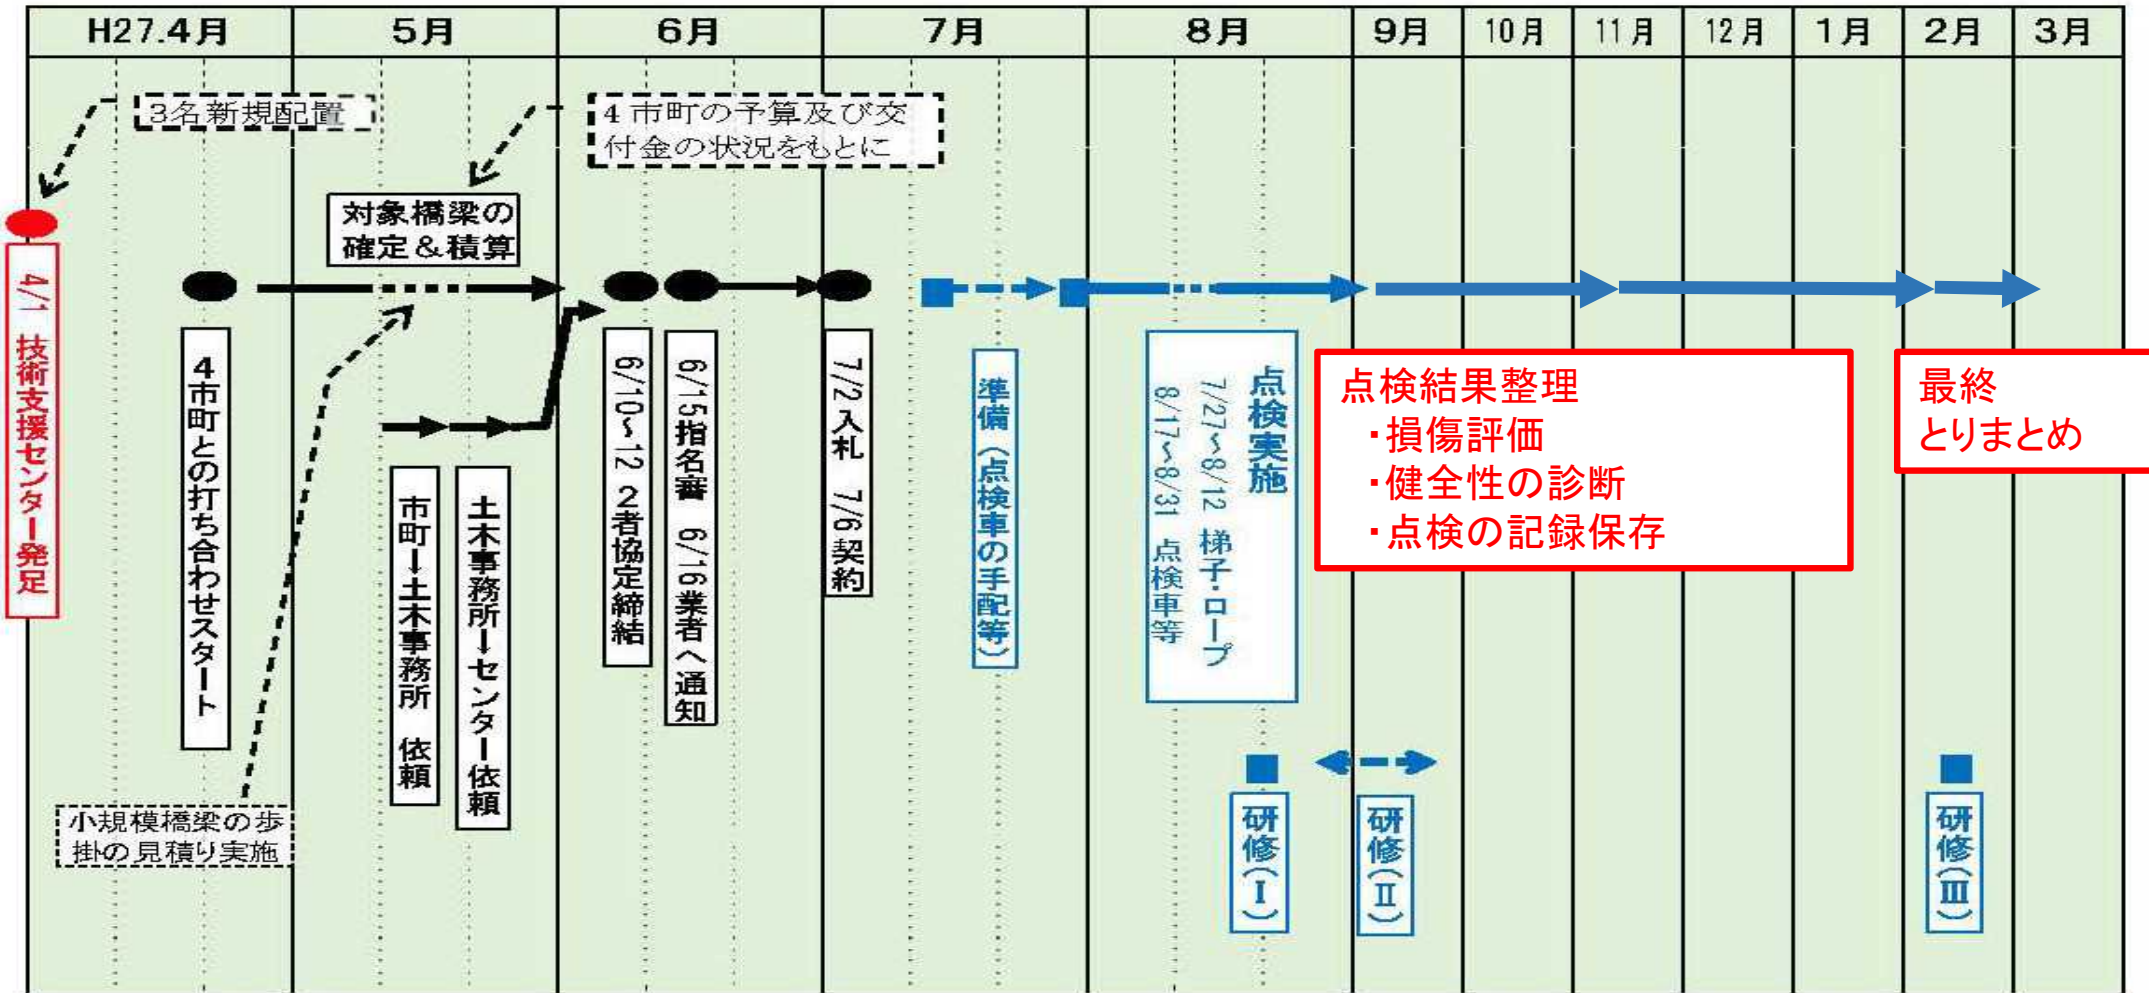 H27.4月 5月 6月 7月 8月 9月 10月 11月 12月 1月 2月 3月
3名新規配置
4市町の予算及び交
付金の状況をもとに
対象橋梁の
確定＆積算
4/1 技術支援センター発足
4市町との打ち合わせスタート
小規模橋梁の歩
掛の見積り実施
市町→土木事務所 依頼
土木事務所→センター依頼
6/10~12 2者協定締結
6/15指名審 6/16業者へ通知
7/2入札 7/6契約
準備（点検車の手配等）
点検実施
7/27~8/12 梯子・ロープ
8/17~8/31 点検車等
点検結果整理
・損傷評価
・健全性の診断
・点検の記録保存
最終
とりまとめ
研修(Ⅰ)
研修(Ⅱ)
研修(Ⅲ)